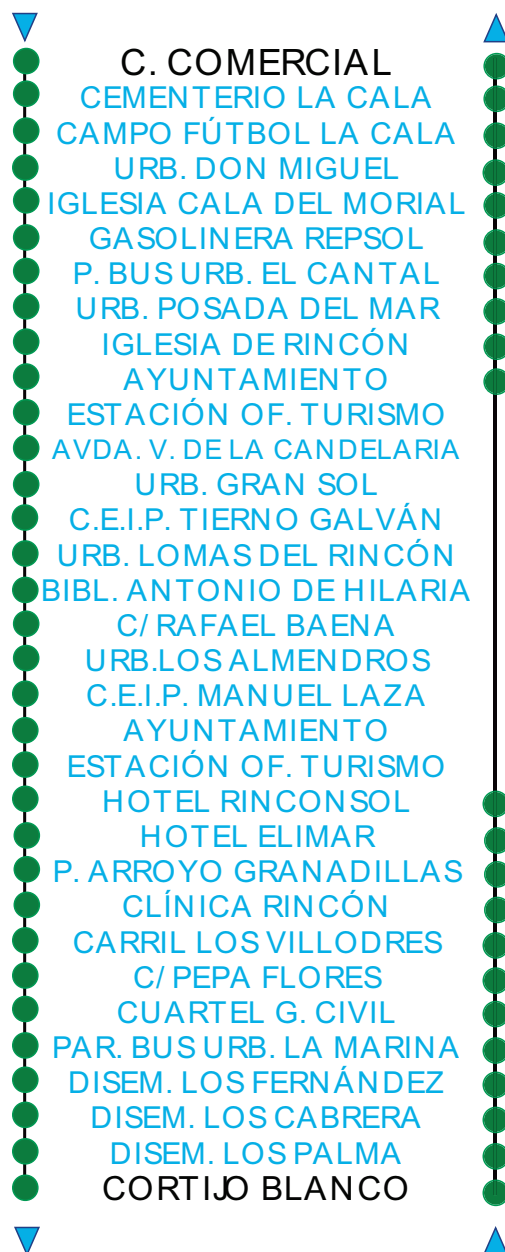 C. COMERCIAL
CEMENTERIO LA CALA
CAMPO FÚTBOL LA CALA
URB. DON MIGUEL
IGLESIA CALA DEL MORIAL
GASOLINERA REPSOL
P. BUS URB. EL CANTAL
URB. POSADA DEL MAR
IGLESIA DE RINCÓN
AYUNTAMIENTO
ESTACIÓN OF. TURISMO
AVDA. V. DE LA CANDELARIA
URB. GRAN SOL
C.E.I.P. TIERNO GALVÁN
URB. LOMAS DEL RINCÓN
BIBL. ANTONIO DE HILARIA
C/ RAFAEL BAENA
URB.LOS ALMENDROS
C.E.I.P. MANUEL LAZA
AYUNTAMIENTO
ESTACIÓN OF. TURISMO
HOTEL RINCONSOL
HOTEL ELIMAR
P. ARROYO GRANADILLAS
CLÍNICA RINCÓN
CARRIL LOS VILLODRES
C/ PEPA FLORES
CUARTEL G. CIVIL
PAR. BUS URB. LA MARINA
DISEM. LOS FERNÁNDEZ
DISEM. LOS CABRERA
DISEM. LOS PALMA
CORTIJO BLANCO